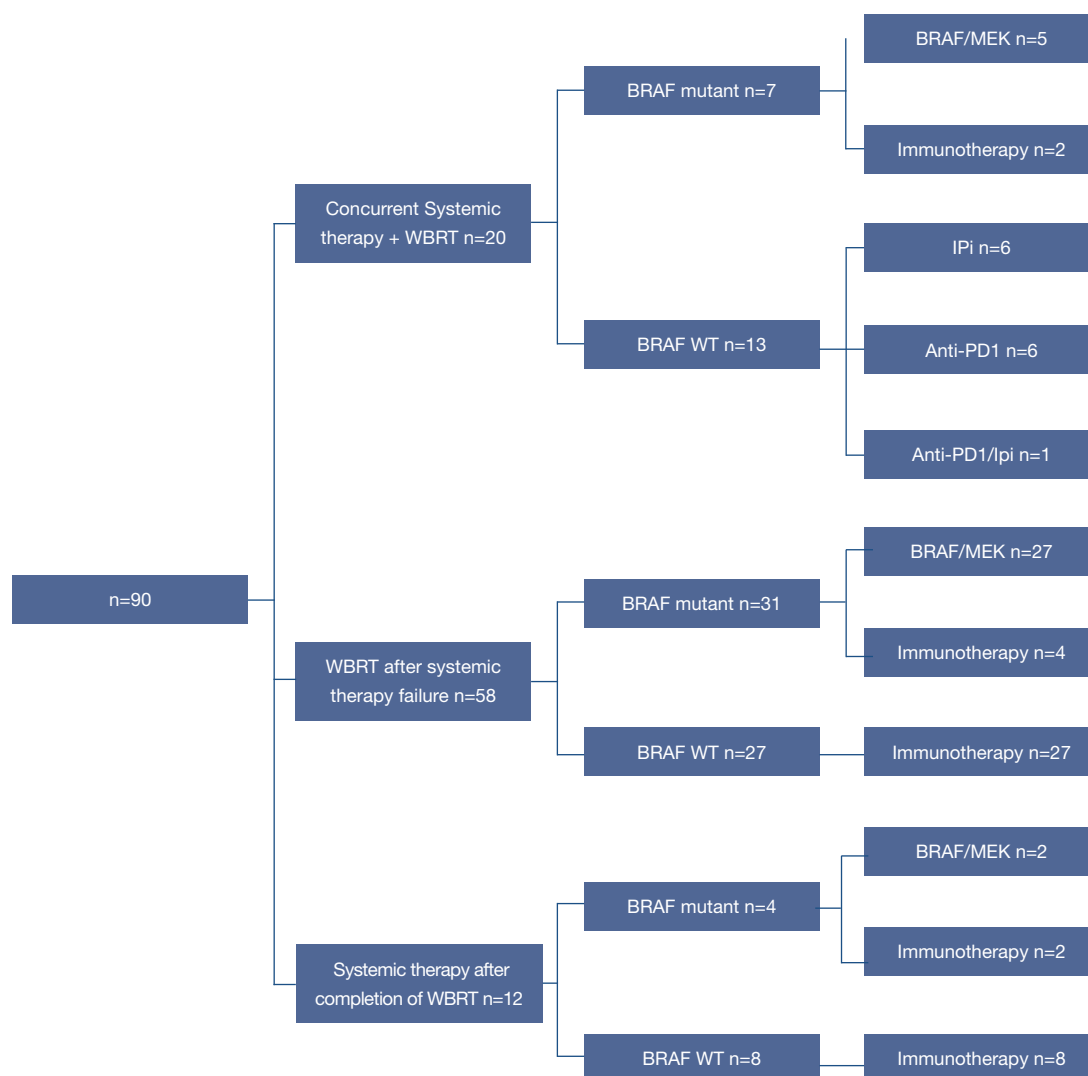 n=90
Concurrent Systemic
therapy + WBRT n=20
BRAF mutant n=7
BRAF/MEK n=5
Immunotherapy n=2
BRAF WT n=13
IPi n=6
Anti-PD1 n=6
Anti-PD1/Ipi n=1
WBRT after systemic
therapy failure n=58
BRAF mutant n=31
BRAF/MEK n=27
Immunotherapy n=4
BRAF WT n=27
Immunotherapy n=27
Systemic therapy after
completion of WBRT n=12
BRAF mutant n=4
BRAF/MEK n=2
Immunotherapy n=2
BRAF WT n=8
Immunotherapy n=8